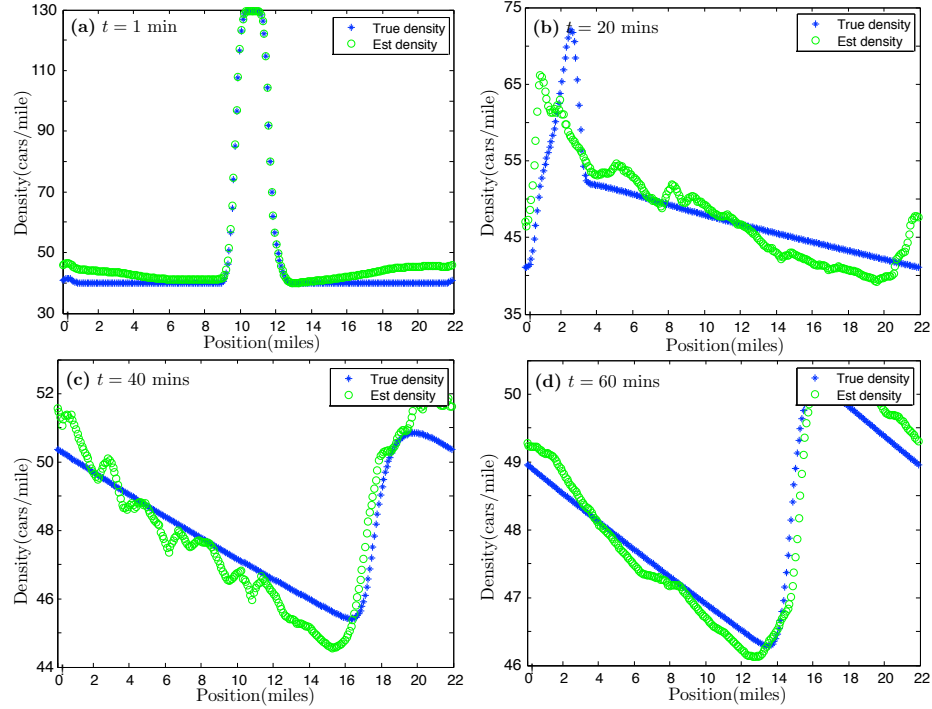 (a) t = 1 min
True density
Est density
130
110
90
70
50
30
Density(cars/mile)
0 2 4 6 8 10 12 14 16 18 20 22
Position(miles)
(b) t = 20 mins
True density
Est density
75
65
55
45
35
Density(cars/mile)
0 2 4 6 8 10 12 14 16 18 20 22
Position(miles)
(c) t = 40 mins
True density
Est density
52
50
48
46
44
Density(cars/mile)
0 2 4 6 8 10 12 14 16 18 20 22
Position(miles)
(d) t = 60 mins
True density
Est density
50
49
48
47
46
Density(cars/mile)
0 2 4 6 8 10 12 14 16 18 20 22
Position(miles)